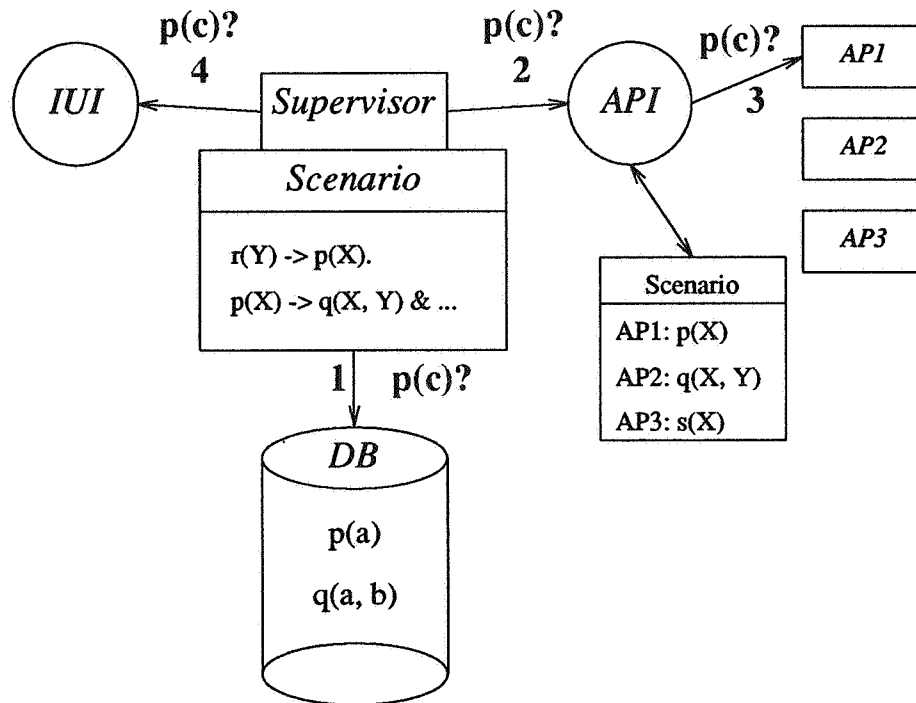 p(c)?
4
p(c)?
2
p(c)?
3
IUI
Supervisor
API
AP1
AP2
AP3
Scenario
r(Y) -> p(X).
p(X) -> q(X, Y) & ...
Scenario
AP1: p(X)
AP2: q(X, Y)
AP3: s(X)
1 p(c)?
DB
p(a)
q(a, b)